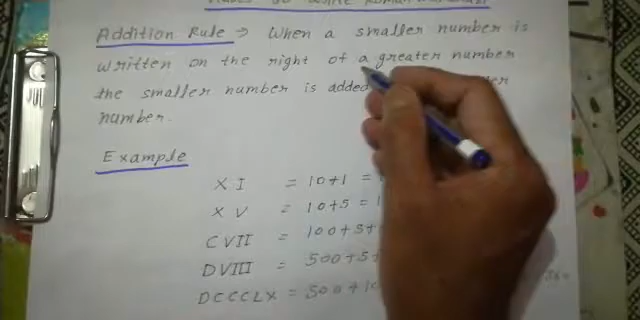 Addition Rule → When a smaller number is
written on the right of a greater number
the smaller number is added
number.
Example
XI = 10+1 =
XV = 10+5 = 1
CVII = 100+5+
DVIII = 500+5+
DCCCLX = 500+10